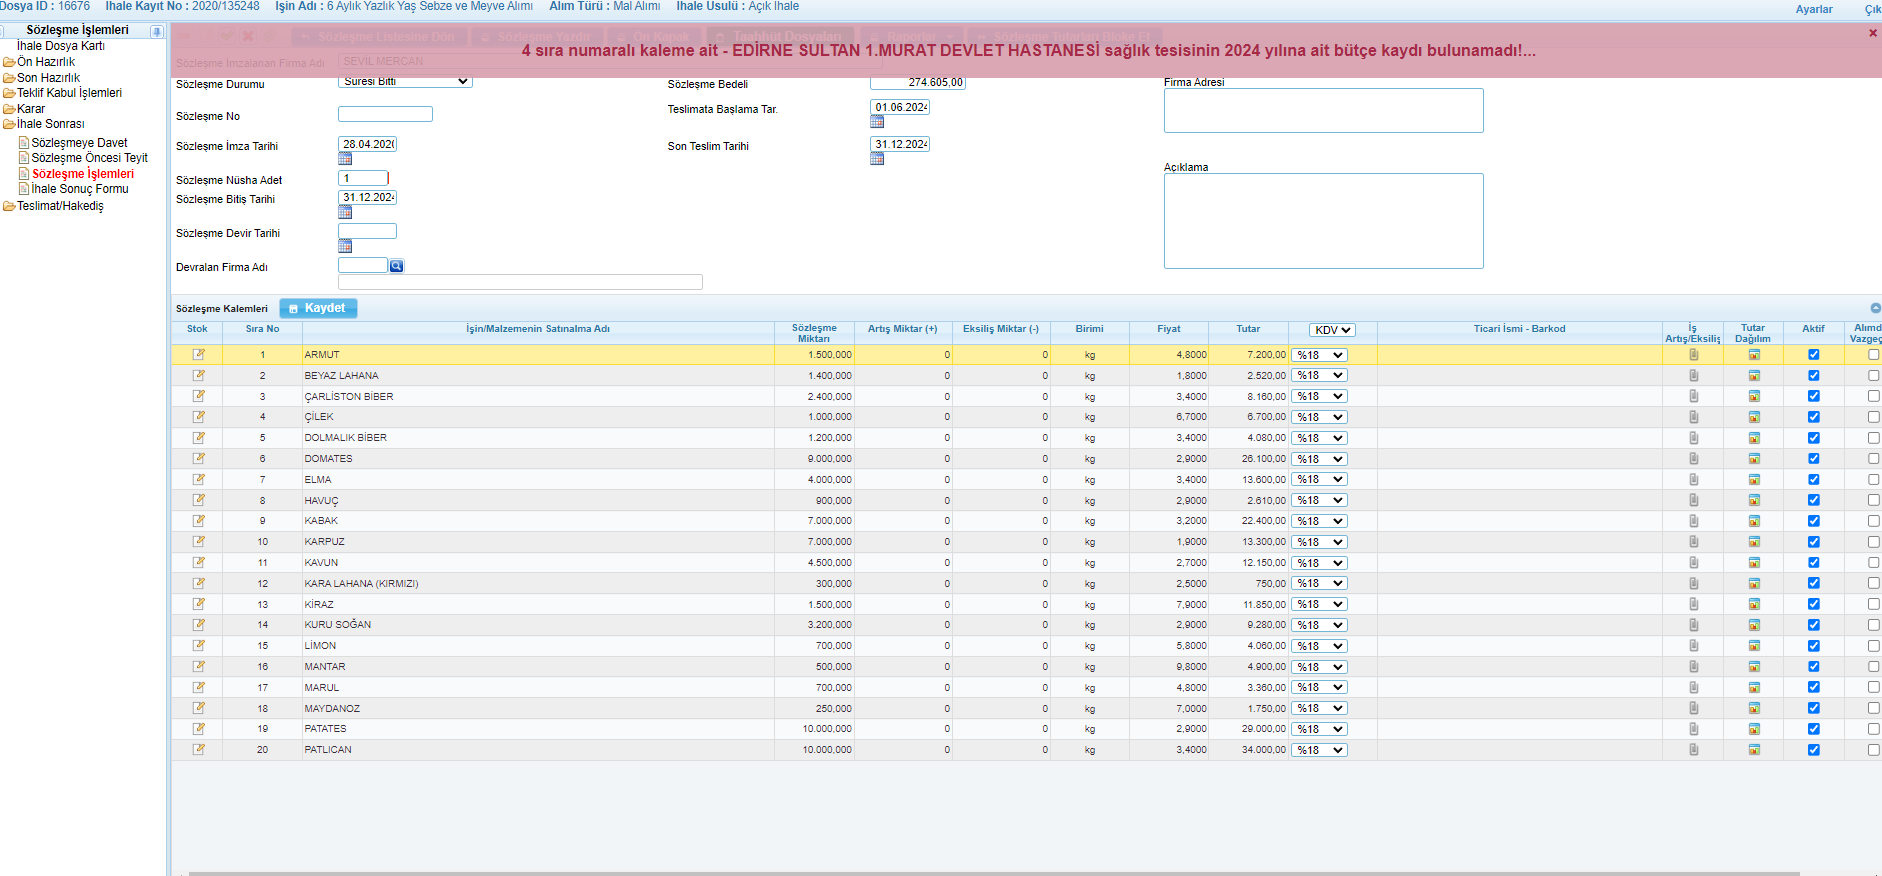 Dosya ID : 16676 İhale Kayıt No : 2020/135248 İşin Adı : 6 Aylık Yazlık Yaş Sebze ve Meyve Alımı Alım Türü : Mal Alımı İhale Usulü : Açık İhale
Ayarlar Çık
Sözleşme İşlemleri
İhale Dosya Kartı
Ön Hazırlık
Son Hazırlık
Teklif Kabul İşlemleri
Karar
İhale Sonrası
Sözleşmeye Davet
Sözleşme Öncesi Teyit
Sözleşme İşlemleri
İhale Sonuç Formu
Teslimat/Hakediş
Sözleşme Listesine Dön Sözleşme Yazdır Ön Kapak Taahhüt Dosyaları Raporlar Sözleşme Tutarları Bloke Et
4 sıra numaralı kaleme ait - EDİRNE SULTAN 1.MURAT DEVLET HASTANESİ sağlık tesisinin 2024 yılına ait bütçe kaydı bulunamadı!...
Sözleşme İmzalanan Firma Adı SEVİL MERCAN
Sözleşme Durumu Süresi Bitti Sözleşme Bedeli 274.605,00 Firma Adresi
Sözleşme No Teslimata Başlama Tar. 01.06.2024
Sözleşme İmza Tarihi 28.04.2020 Son Teslim Tarihi 31.12.2024
Açıklama
Sözleşme Nüsha Adet 1
Sözleşme Bitiş Tarihi 31.12.2024
Sözleşme Devir Tarihi
Devralan Firma Adı
Sözleşme Kalemleri Kaydet
Stok Sıra No İşin/Malzemenin Satınalma Adı Sözleşme Miktarı Artış Miktar (+) Eksiliş Miktar (-) Birimi Fiyat Tutar KDV Ticari İsmi - Barkod İş Artış/Eksiliş Tutar Dağılım Aktif Alımd Vazgeç
1 ARMUT 1.500,000 0 0 kg 4,8000 7.200,00 %18
2 BEYAZ LAHANA 1.400,000 0 0 kg 1,8000 2.520,00 %18
3 ÇARLİSTON BİBER 2.400,000 0 0 kg 3,4000 8.160,00 %18
4 ÇİLEK 1.000,000 0 0 kg 6,7000 6.700,00 %18
5 DOLMALIK BİBER 1.200,000 0 0 kg 3,4000 4.080,00 %18
6 DOMATES 9.000,000 0 0 kg 2,9000 26.100,00 %18
7 ELMA 4.000,000 0 0 kg 3,4000 13.600,00 %18
8 HAVUÇ 900,000 0 0 kg 2,9000 2.610,00 %18
9 KABAK 7.000,000 0 0 kg 3,2000 22.400,00 %18
10 KARPUZ 7.000,000 0 0 kg 1,9000 13.300,00 %18
11 KAVUN 4.500,000 0 0 kg 2,7000 12.150,00 %18
12 KARA LAHANA (KIRMIZI) 300,000 0 0 kg 2,5000 750,00 %18
13 KİRAZ 1.500,000 0 0 kg 7,9000 11.850,00 %18
14 KURU SOĞAN 3.200,000 0 0 kg 2,9000 9.280,00 %18
15 LİMON 700,000 0 0 kg 5,8000 4.060,00 %18
16 MANTAR 500,000 0 0 kg 9,8000 4.900,00 %18
17 MARUL 700,000 0 0 kg 4,8000 3.360,00 %18
18 MAYDANOZ 250,000 0 0 kg 7,0000 1.750,00 %18
19 PATATES 10.000,000 0 0 kg 2,9000 29.000,00 %18
20 PATLICAN 10.000,000 0 0 kg 3,4000 34.000,00 %18